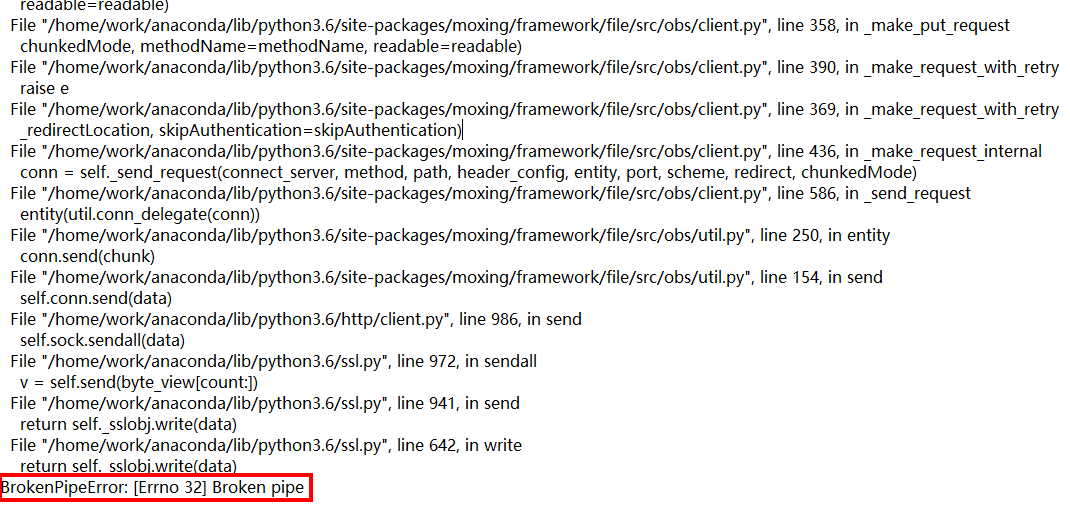 readable=readable)
File "/home/work/anaconda/lib/python3.6/site-packages/moxing/framework/file/src/obs/client.py", line 358, in _make_put_request
chunkedMode, methodName=methodName, readable=readable)
File "/home/work/anaconda/lib/python3.6/site-packages/moxing/framework/file/src/obs/client.py", line 390, in _make_request_with_retry
raise e
File "/home/work/anaconda/lib/python3.6/site-packages/moxing/framework/file/src/obs/client.py", line 369, in _make_request_with_retry
_redirectLocation, skipAuthentication=skipAuthentication)
File "/home/work/anaconda/lib/python3.6/site-packages/moxing/framework/file/src/obs/client.py", line 436, in _make_request_internal
conn = self._send_request(connect_server, method, path, header_config, entity, port, scheme, redirect, chunkedMode)
File "/home/work/anaconda/lib/python3.6/site-packages/moxing/framework/file/src/obs/client.py", line 586, in _send_request
entity(util.conn_delegate(conn))
File "/home/work/anaconda/lib/python3.6/site-packages/moxing/framework/file/src/obs/util.py", line 250, in entity
conn.send(chunk)
File "/home/work/anaconda/lib/python3.6/site-packages/moxing/framework/file/src/obs/util.py", line 154, in send
self.conn.send(data)
File "/home/work/anaconda/lib/python3.6/http/client.py", line 986, in send
self.sock.sendall(data)
File "/home/work/anaconda/lib/python3.6/ssl.py", line 972, in sendall
v = self.send(byte_view[count:])
File "/home/work/anaconda/lib/python3.6/ssl.py", line 941, in send
return self._sslobj.write(data)
File "/home/work/anaconda/lib/python3.6/ssl.py", line 642, in write
return self._sslobj.write(data)
BrokenPipeError: [Errno 32] Broken pipe